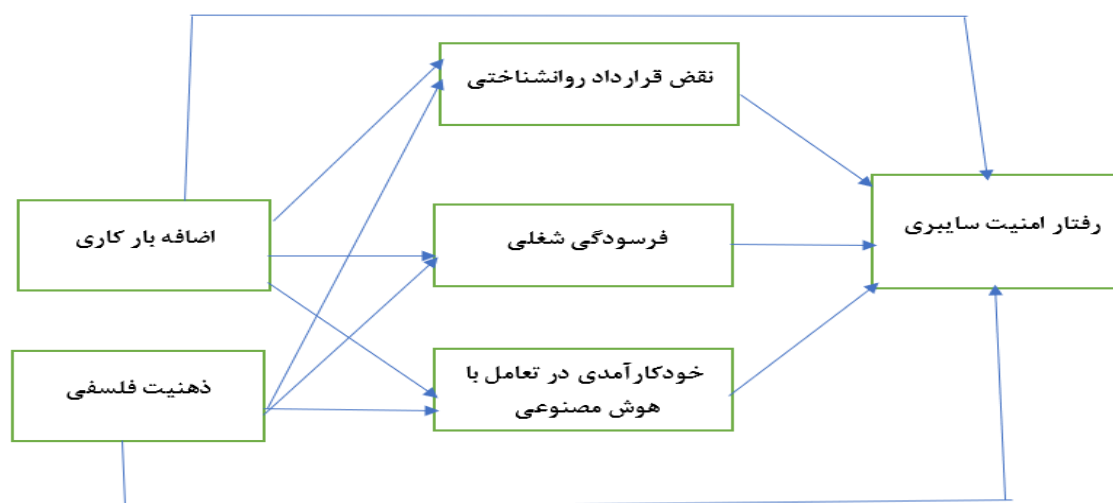 نقض قرارداد روانشناختی
اضافه بار کاری
فرسودگی شغلی
رفتار امنیت سایبری
ذهنیت فلسفی
خودکارآمدی در تعامل با
هوش مصنوعی